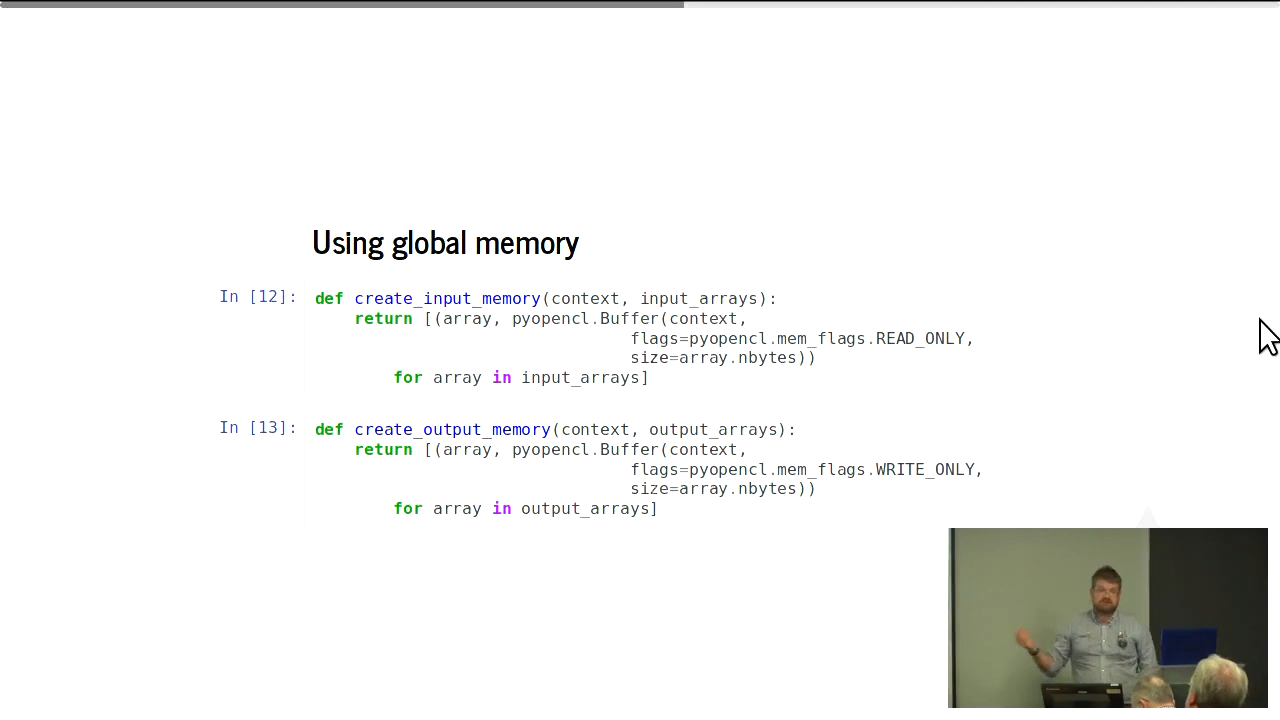 Using global memory
In [12]: def create_input_memory(context, input_arrays):
return [(array, pyopencl.Buffer(context,
flags=pyopencl.mem_flags.READ_ONLY,
size=array.nbytes))
for array in input_arrays]
In [13]: def create_output_memory(context, output_arrays):
return [(array, pyopencl.Buffer(context,
flags=pyopencl.mem_flags.WRITE_ONLY,
size=array.nbytes))
for array in output_arrays]